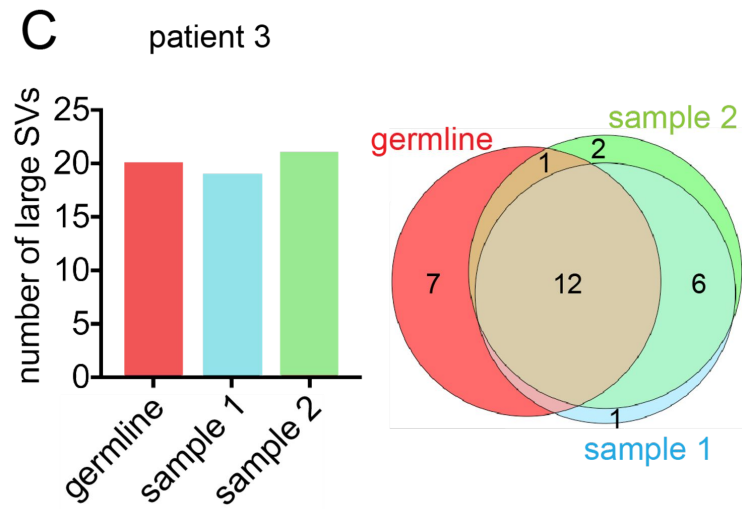 C
patient 3
number of large SVs
25
20
15
10
5
0
germline
sample 1
sample 2
germline
sample 2
1
2
7
12
6
1
sample 1